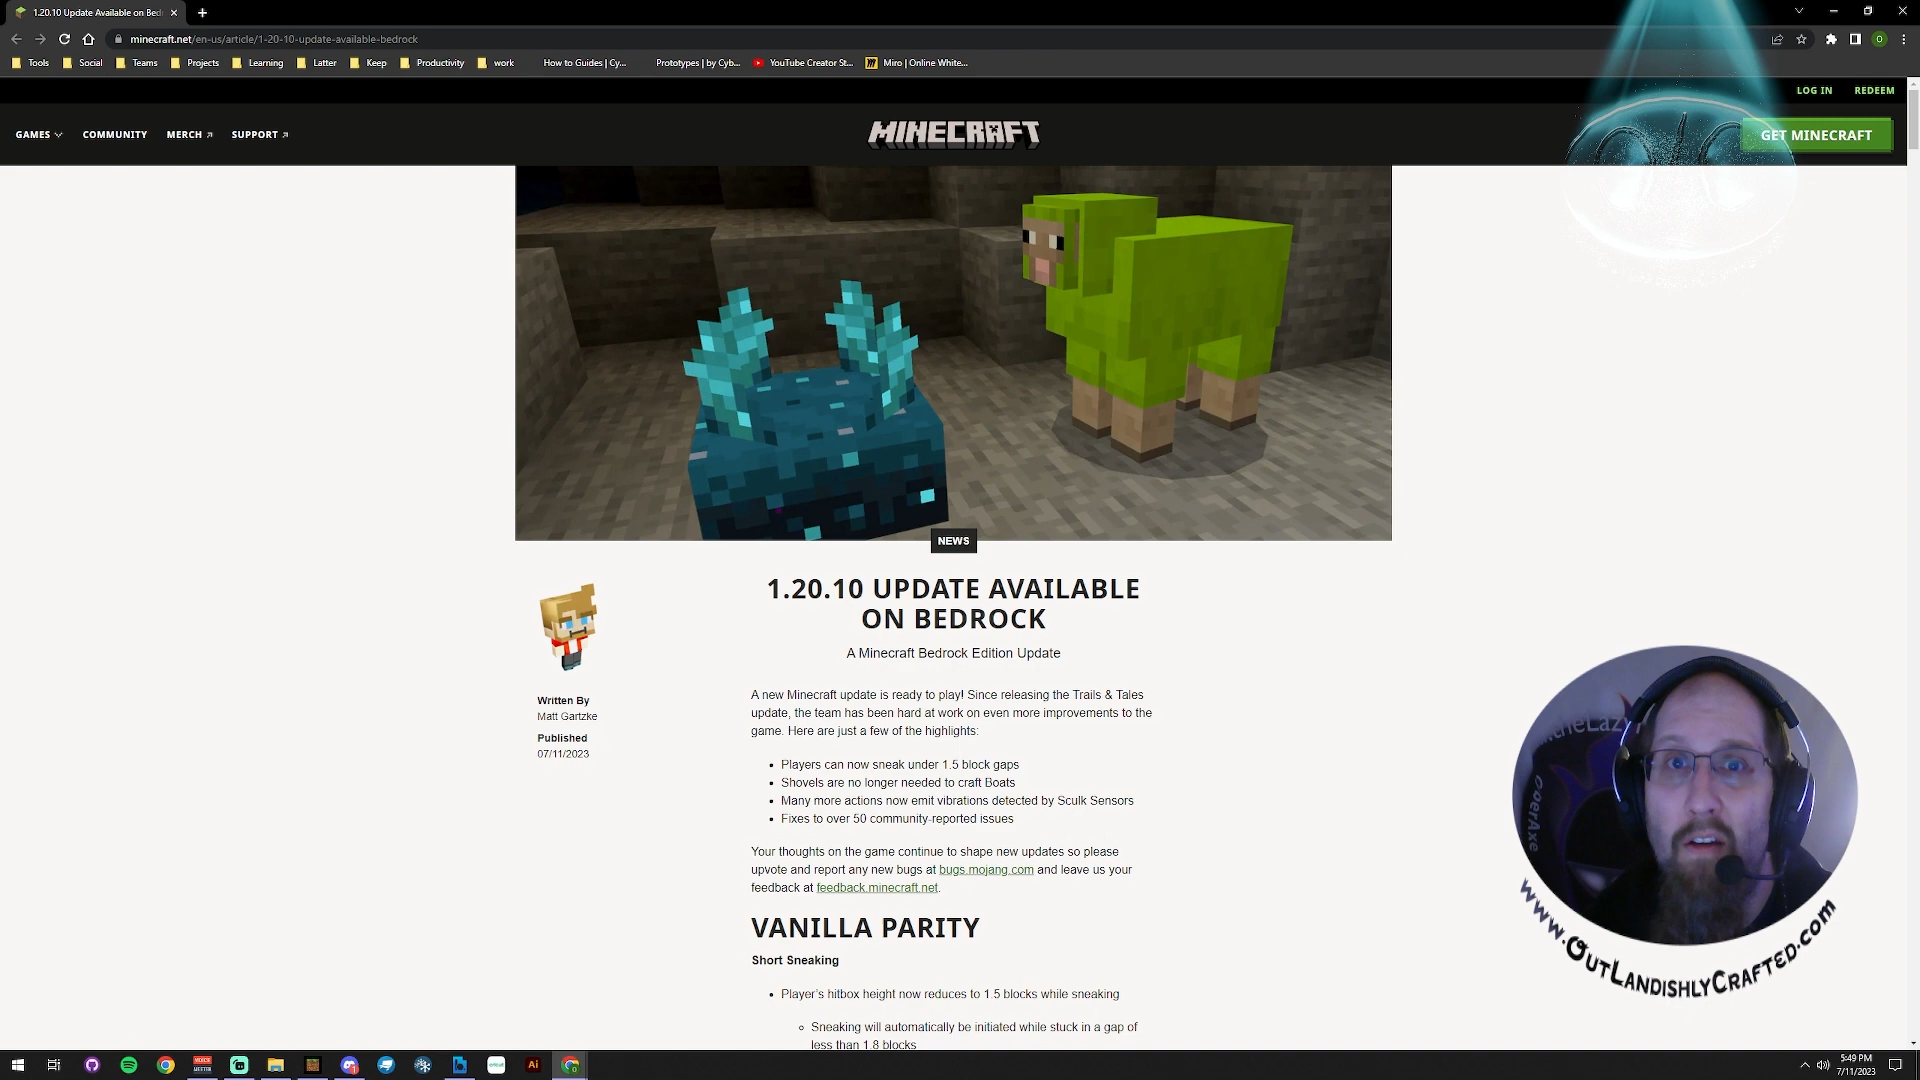 1.20.10 Update Available on Bed
minecraft.net/en-us/article/1-20-10-update-available-bedrock
O
Tools Social Teams Projects Learning Latter Keep Productivity work How to Guides | Cy... Prototypes | by Cyb... YouTube Creator St... Miro | Online White...
LOG IN REDEEM
GAMES COMMUNITY MERCH SUPPORT
MINECRAFT
GET MINECRAFT
NEWS
1.20.10 UPDATE AVAILABLE
ON BEDROCK
A Minecraft Bedrock Edition Update
Written By
Matt Gartzke
Published
07/11/2023
A new Minecraft update is ready to play! Since releasing the Trails & Tales
update, the team has been hard at work on even more improvements to the
game. Here are just a few of the highlights:
Players can now sneak under 1.5 block gaps
Shovels are no longer needed to craft Boats
Many more actions now emit vibrations detected by Sculk Sensors
Fixes to over 50 community-reported issues
Your thoughts on the game continue to shape new updates so please
upvote and report any new bugs at bugs.mojang.com and leave us your
feedback at feedback.minecraft.net.
VANILLA PARITY
Short Sneaking
Player's hitbox height now reduces to 1.5 blocks while sneaking
Sneaking will automatically be initiated while stuck in a gap of
less than 1.8 blocks
www.OutLandishlyCrafted.com
Ai
5:49 PM
7/11/2023